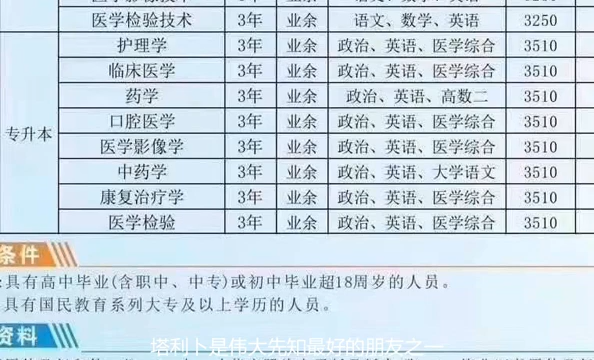 医学检验技术 3年 业余 语文、数学、英语 3250
护理学 3年 业余 政治、英语、医学综合 3510
临床医学 3年 业余 政治、英语、医学综合 3510
药学 3年 业余 政治、英语、高数二 3510
专升本 口腔医学 3年 业余 政治、英语、医学综合 3510
医学影像学 3年 业余 政治、英语、医学综合 3510
中药学 3年 业余 政治、英语、大学语文 3510
康复治疗学 3年 业余 政治、英语、医学综合 3510
医学检验 3年 业余 政治、英语、医学综合 3510
条件
:具有高中毕业(含职中、中专)或初中毕业超18周岁的人员。
具有国民教育系列大专及以上学历的人员。
资料
塔利卜是伟大先知最好的朋友之一